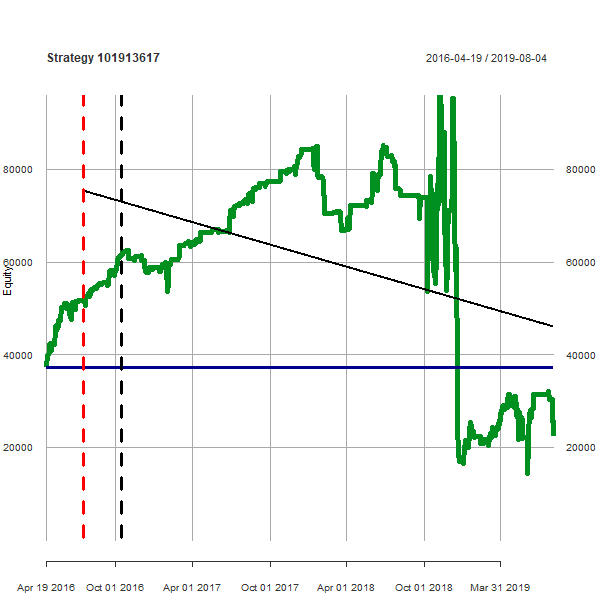 Strategy 101913617
2016-04-19 / 2019-08-04
80000 80000
60000 60000
Equity
40000 40000
20000 20000
Apr 19 2016 Oct 01 2016 Apr 01 2017 Oct 01 2017 Apr 01 2018 Oct 01 2018 Mar 31 2019